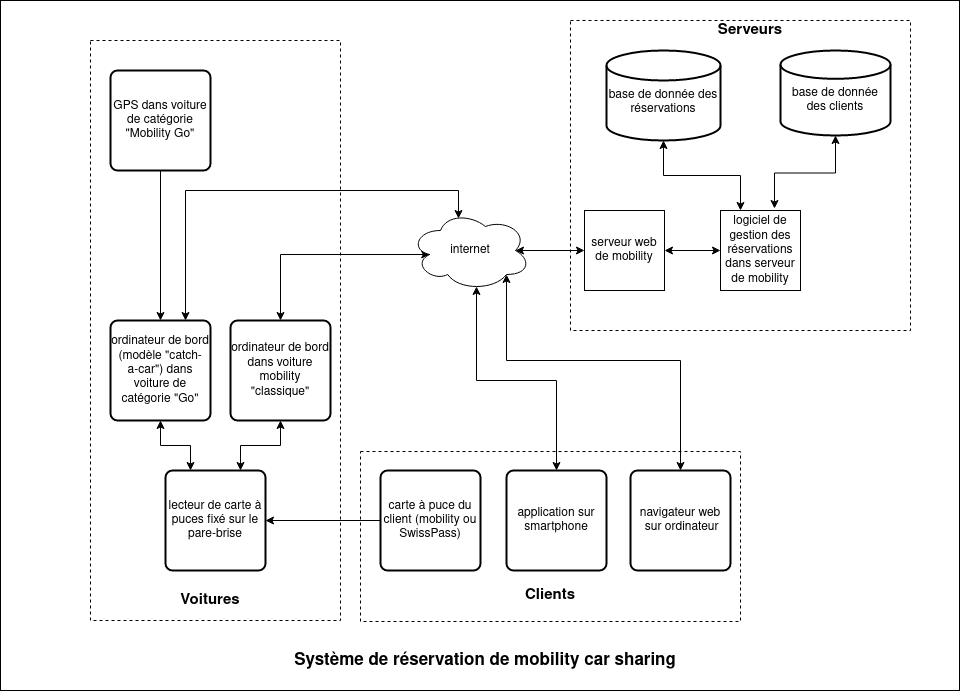 Serveurs
base de donnée des
réservations
base de donnée
des clients
GPS dans voiture
de catégorie
"Mobility Go"
internet
serveur web
de mobility
logiciel de
gestion des
réservations
dans serveur
de mobility
ordinateur de bord
(modèle "catch-
a-car") dans
voiture de
catégorie "Go"
ordinateur de bord
dans voiture
mobility
"classique"
lecteur de carte à
puces fixé sur le
pare-brise
carte à puce du
client (mobility ou
SwissPass)
application sur
smartphone
navigateur web
sur ordinateur
Voitures
Clients
Système de réservation de mobility car sharing